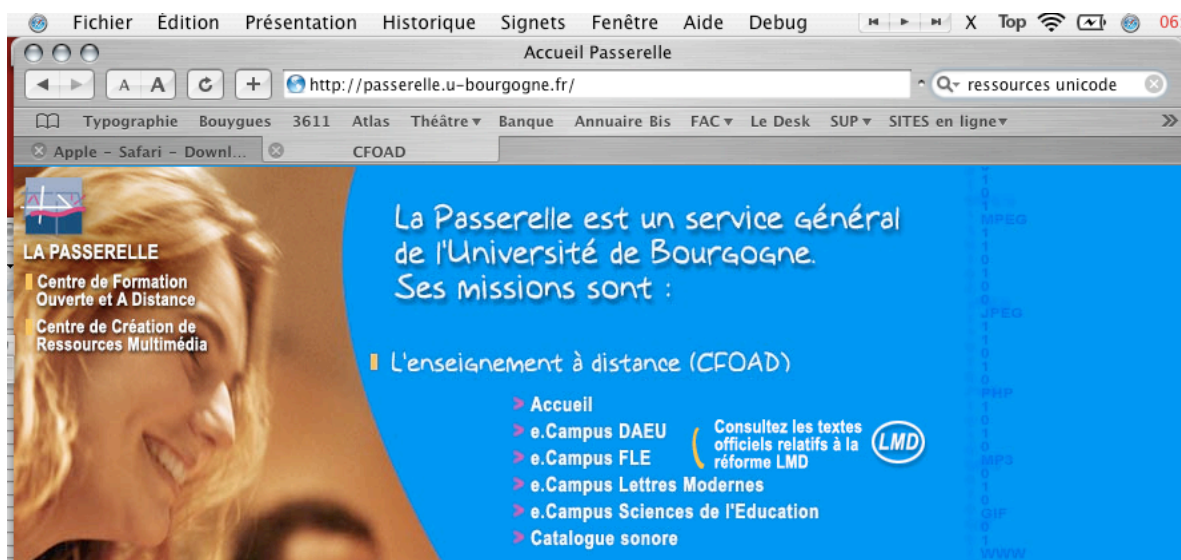 Fichier Édition Présentation Historique Signets Fenêtre Aide Debug X Top 06
Accueil Passerelle
A A + http://passerelle.u-bourgogne.fr/ ressources unicode
Typographie Bouygues 3611 Atlas Théâtre Banque Annuaire Bis FAC Le Desk SUP SITES en ligne
Apple – Safari – Downl... CFOAD
LA PASSERELLE
Centre de Formation
Ouverte et A Distance
Centre de Création de
Ressources Multimédia
La Passerelle est un service général
de l'Université de Bourgogne.
Ses missions sont :
L'enseignement à distance (CFOAD)
> Accueil
> e.Campus DAEU
> e.Campus FLE
> e.Campus Lettres Modernes
> e.Campus Sciences de l'Education
> Catalogue sonore
Consultez les textes
officiels relatifs à la
réforme LMD
LMD
MPEG
JPEG
PHP
MP3
GIF
WWW